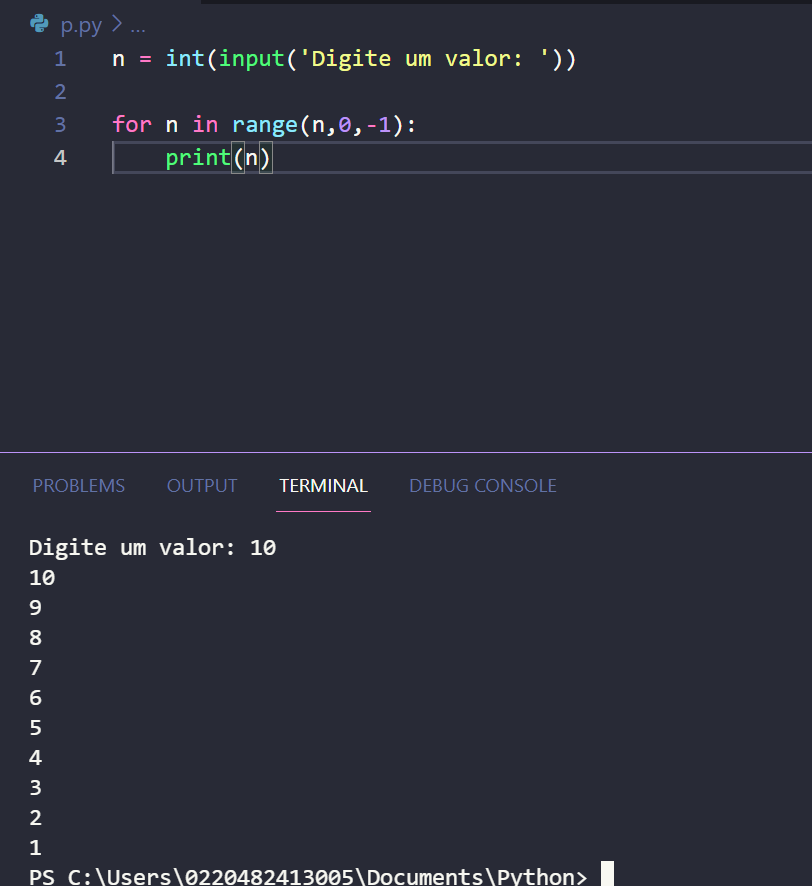 p.py > ...
1 n = int(input('Digite um valor: '))
2
3 for n in range(n,0,-1):
4     print(n)
PROBLEMS OUTPUT TERMINAL DEBUG CONSOLE
Digite um valor: 10
10
9
8
7
6
5
4
3
2
1
PS C:\Users\0220482413005\Documents\Python>